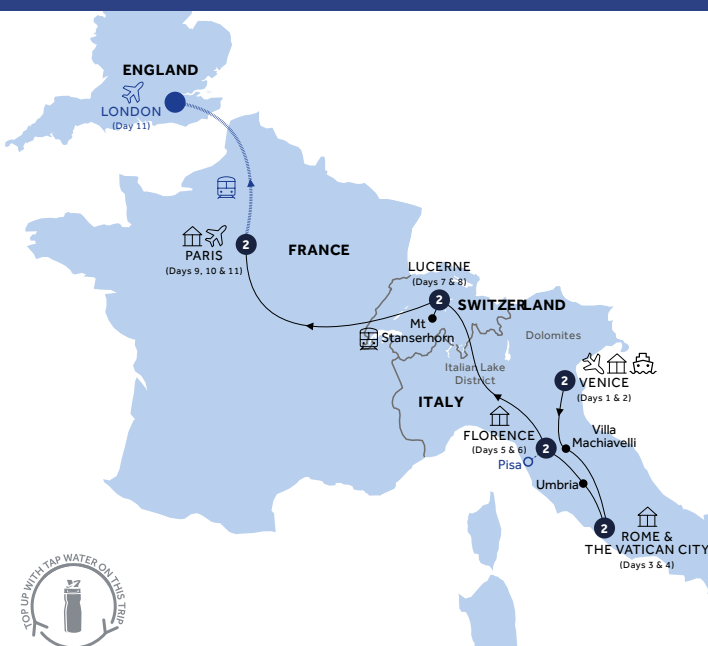 ENGLAND
LONDON
(Day 11)
2
PARIS
(Days 9, 10 & 11)
FRANCE
LUCERNE
(Days 7 & 8)
2
SWITZERLAND
Mt
Stanserhorn
Dolomites
Italian Lake
District
ITALY
2
VENICE
(Days 1 & 2)
Villa
Machiavelli
FLORENCE
(Days 5 & 6)
2
Pisa
Umbria
2
ROME &
THE VATICAN CITY
(Days 3 & 4)
TOP UP WITH TAP WATER ON THIS TRIP